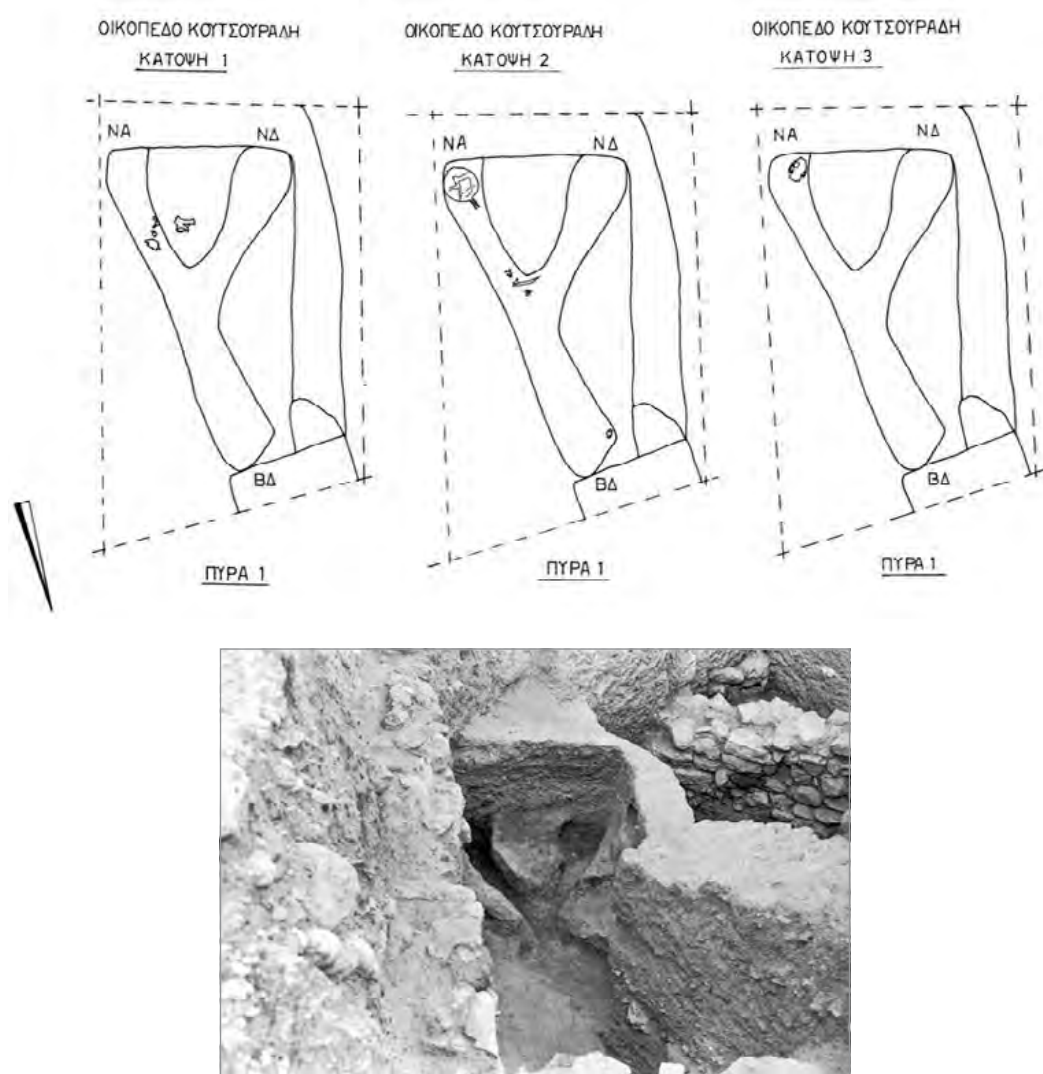 ΟΙΚΟΠΕΔΟ ΚΟΥΤΣΟΥΡΑΔΗ
ΚΑΤΟΨΗ 1
ΝΑ
ΝΔ
ΒΔ
ΠΥΡΑ 1
ΟΙΚΟΠΕΔΟ ΚΟΥΤΣΟΥΡΑΔΗ
ΚΑΤΟΨΗ 2
ΝΑ
ΝΔ
ΒΔ
ΠΥΡΑ 1
ΟΙΚΟΠΕΔΟ ΚΟΥΤΣΟΥΡΑΔΗ
ΚΑΤΟΨΗ 3
ΝΑ
ΝΔ
ΒΔ
ΠΥΡΑ 1